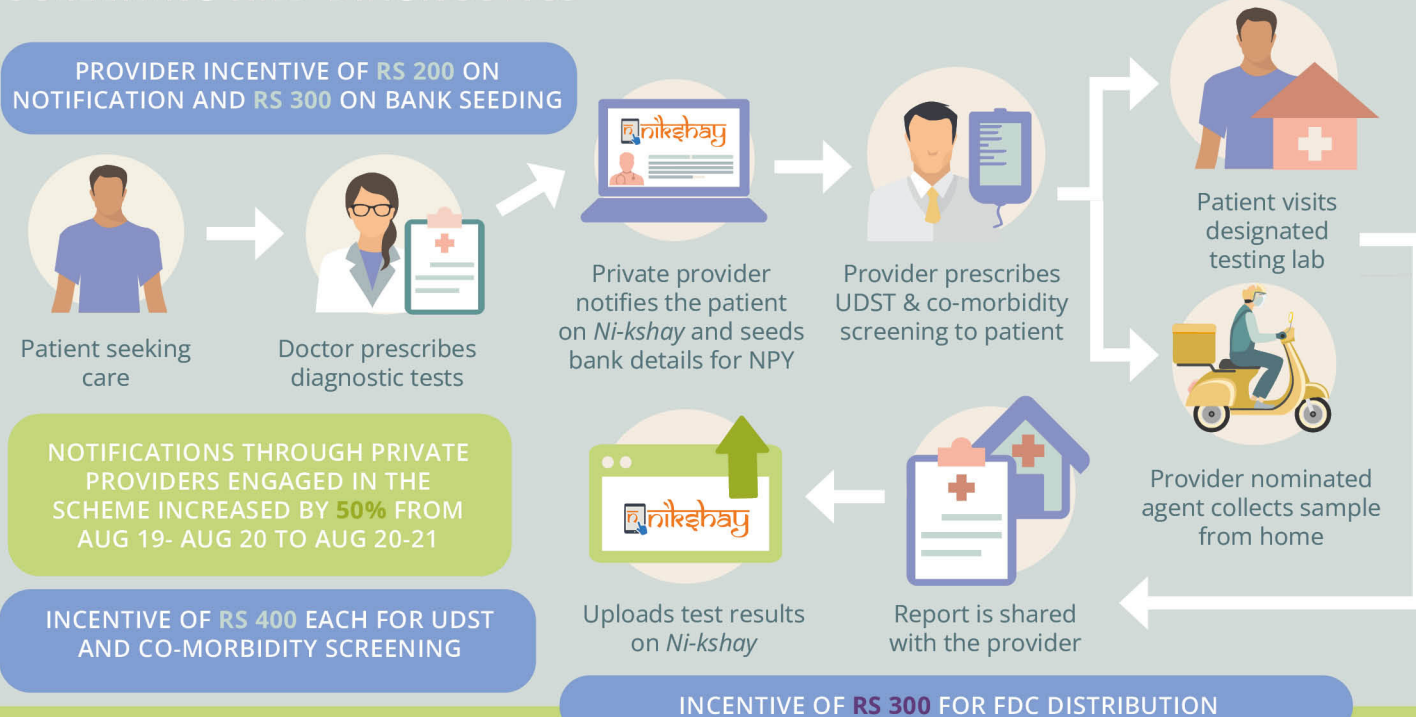 PROVIDER INCENTIVE OF RS 200 ON
NOTIFICATION AND RS 300 ON BANK SEEDING
Patient seeking
care
Doctor prescribes
diagnostic tests
nनिkshay
Private provider
notifies the patient
on Ni-kshay and seeds
bank details for NPY
Provider prescribes
UDST & co-morbidity
screening to patient
Patient visits
designated
testing lab
Provider nominated
agent collects sample
from home
Report is shared
with the provider
nikshay
Uploads test results
on Ni-kshay
NOTIFICATIONS THROUGH PRIVATE
PROVIDERS ENGAGED IN THE
SCHEME INCREASED BY 50% FROM
AUG 19- AUG 20 TO AUG 20-21
INCENTIVE OF RS 400 EACH FOR UDST
AND CO-MORBIDITY SCREENING
INCENTIVE OF RS 300 FOR FDC DISTRIBUTION